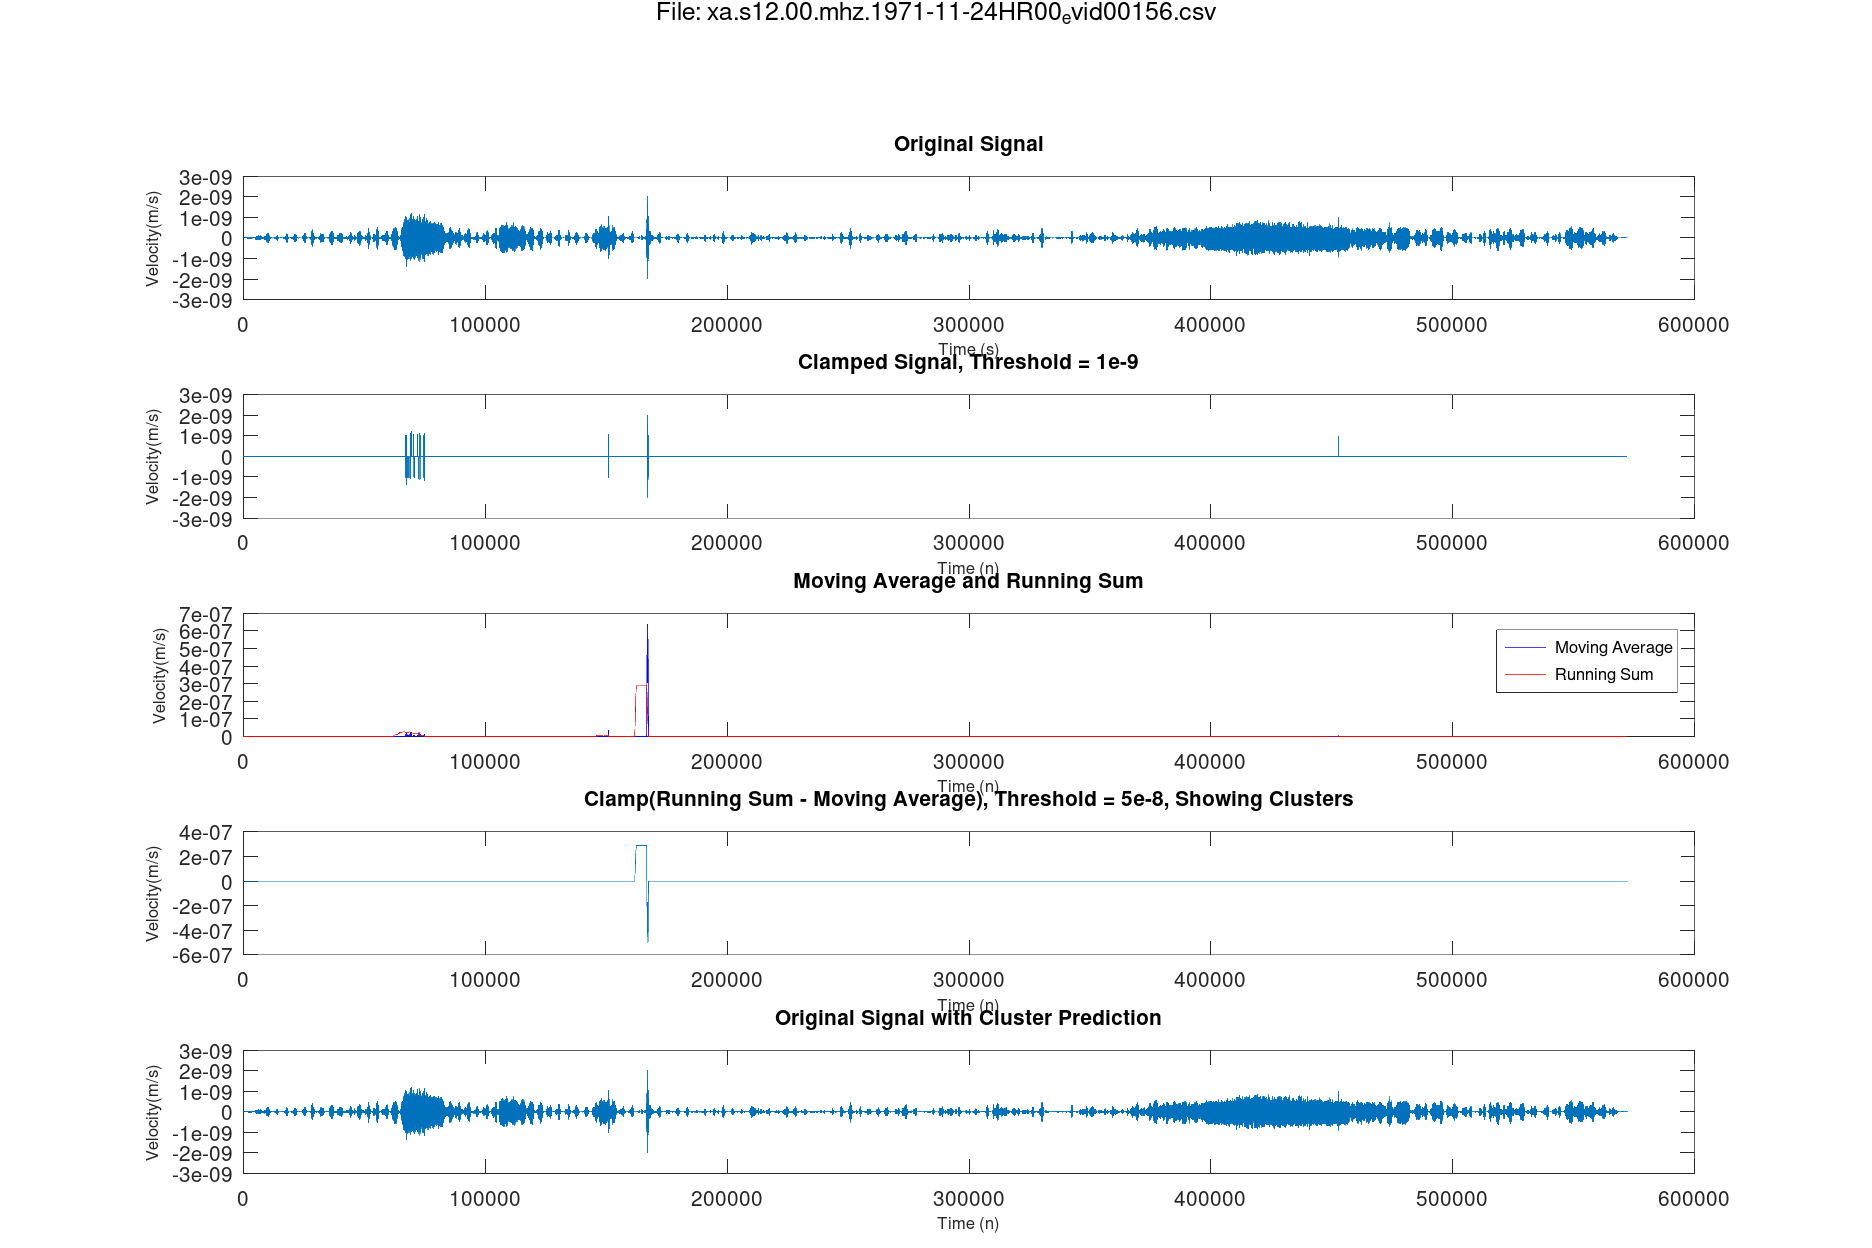 File: xa.s12.00.mhz.1971-11-24HR00evid00156.csv
Original Signal
3e-09
2e-09
1e-09
0
-1e-09
-2e-09
-3e-09
Velocity(m/s)
0 100000 200000 300000 400000 500000 600000
Time (s)
Clamped Signal, Threshold = 1e-9
3e-09
2e-09
1e-09
0
-1e-09
-2e-09
-3e-09
Velocity(m/s)
0 100000 200000 300000 400000 500000 600000
Time (n)
Moving Average and Running Sum
7e-07
6e-07
5e-07
4e-07
3e-07
2e-07
1e-07
0
Velocity(m/s)
Moving Average
Running Sum
0 100000 200000 300000 400000 500000 600000
Time (n)
Clamp(Running Sum - Moving Average), Threshold = 5e-8, Showing Clusters
4e-07
2e-07
0
-2e-07
-4e-07
-6e-07
Velocity(m/s)
0 100000 200000 300000 400000 500000 600000
Time (n)
Original Signal with Cluster Prediction
3e-09
2e-09
1e-09
0
-1e-09
-2e-09
-3e-09
Velocity(m/s)
0 100000 200000 300000 400000 500000 600000
Time (n)